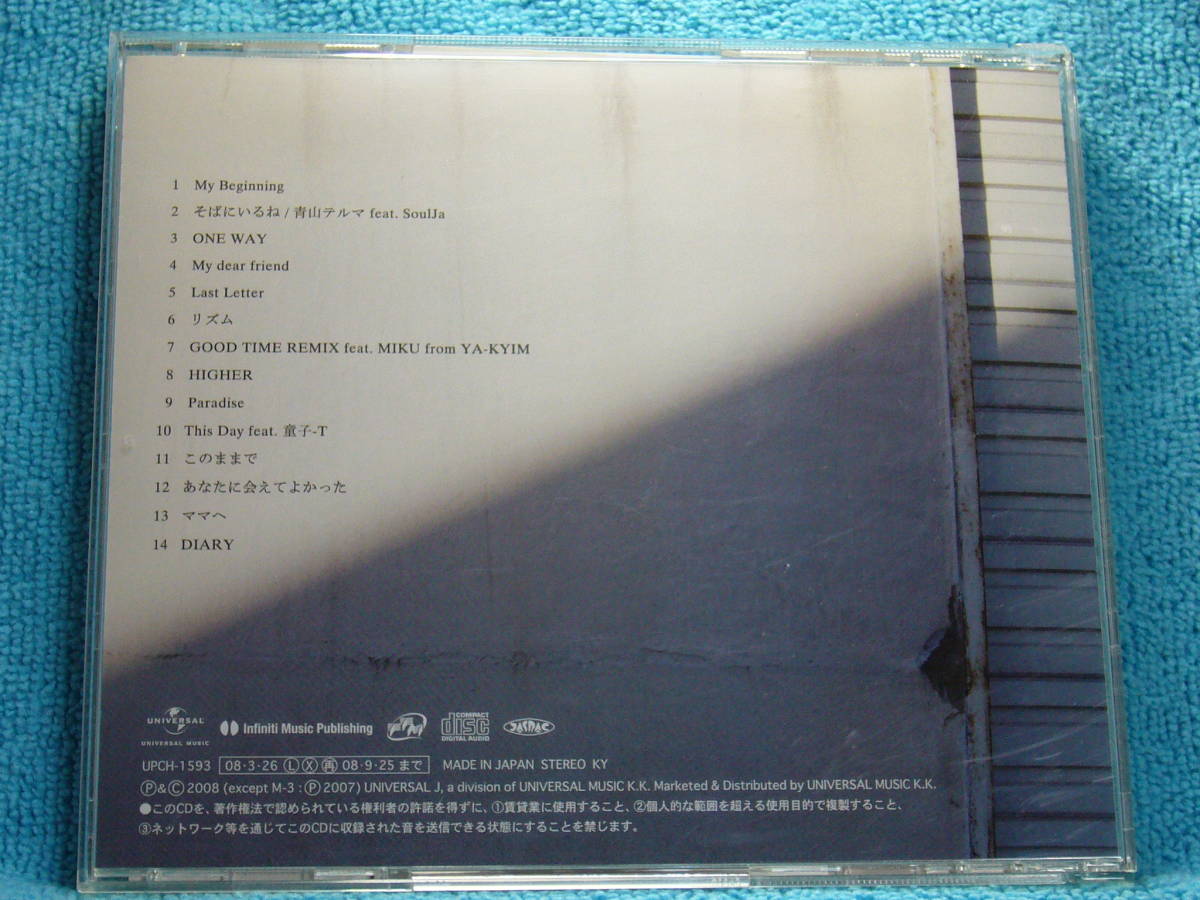 1 My Beginning
2 そばにいるね / 青山テルマ feat. SoulJa
3 ONE WAY
4 My dear friend
5 Last Letter
6 リズム
7 GOOD TIME REMIX feat. MIKU from YA-KYIM
8 HIGHER
9 Paradise
10 This Day feat. 童子-T
11 このままで
12 あなたに会えてよかった
13 ママへ
14 DIARY
UNIVERSAL
UNIVERSAL MUSIC
Infiniti Music Publishing
COMPACT disc DIGITAL AUDIO
JASRAC
UPCH-1593 08・3・26 Ⓛ Ⓧ ㊢ 08・9・25 まで MADE IN JAPAN STEREO KY
Ⓟ&Ⓒ 2008 (except M-3 : Ⓟ 2007) UNIVERSAL J, a division of UNIVERSAL MUSIC K.K. Marketed & Distributed by UNIVERSAL MUSIC K.K.
●このCDを、著作権法で認められている権利者の許諾を得ずに、①賃貸業に使用すること、②個人的な範囲を超える使用目的で複製すること、
③ネットワーク等を通じてこのCDに収録された音を送信できる状態にすることを禁じます。